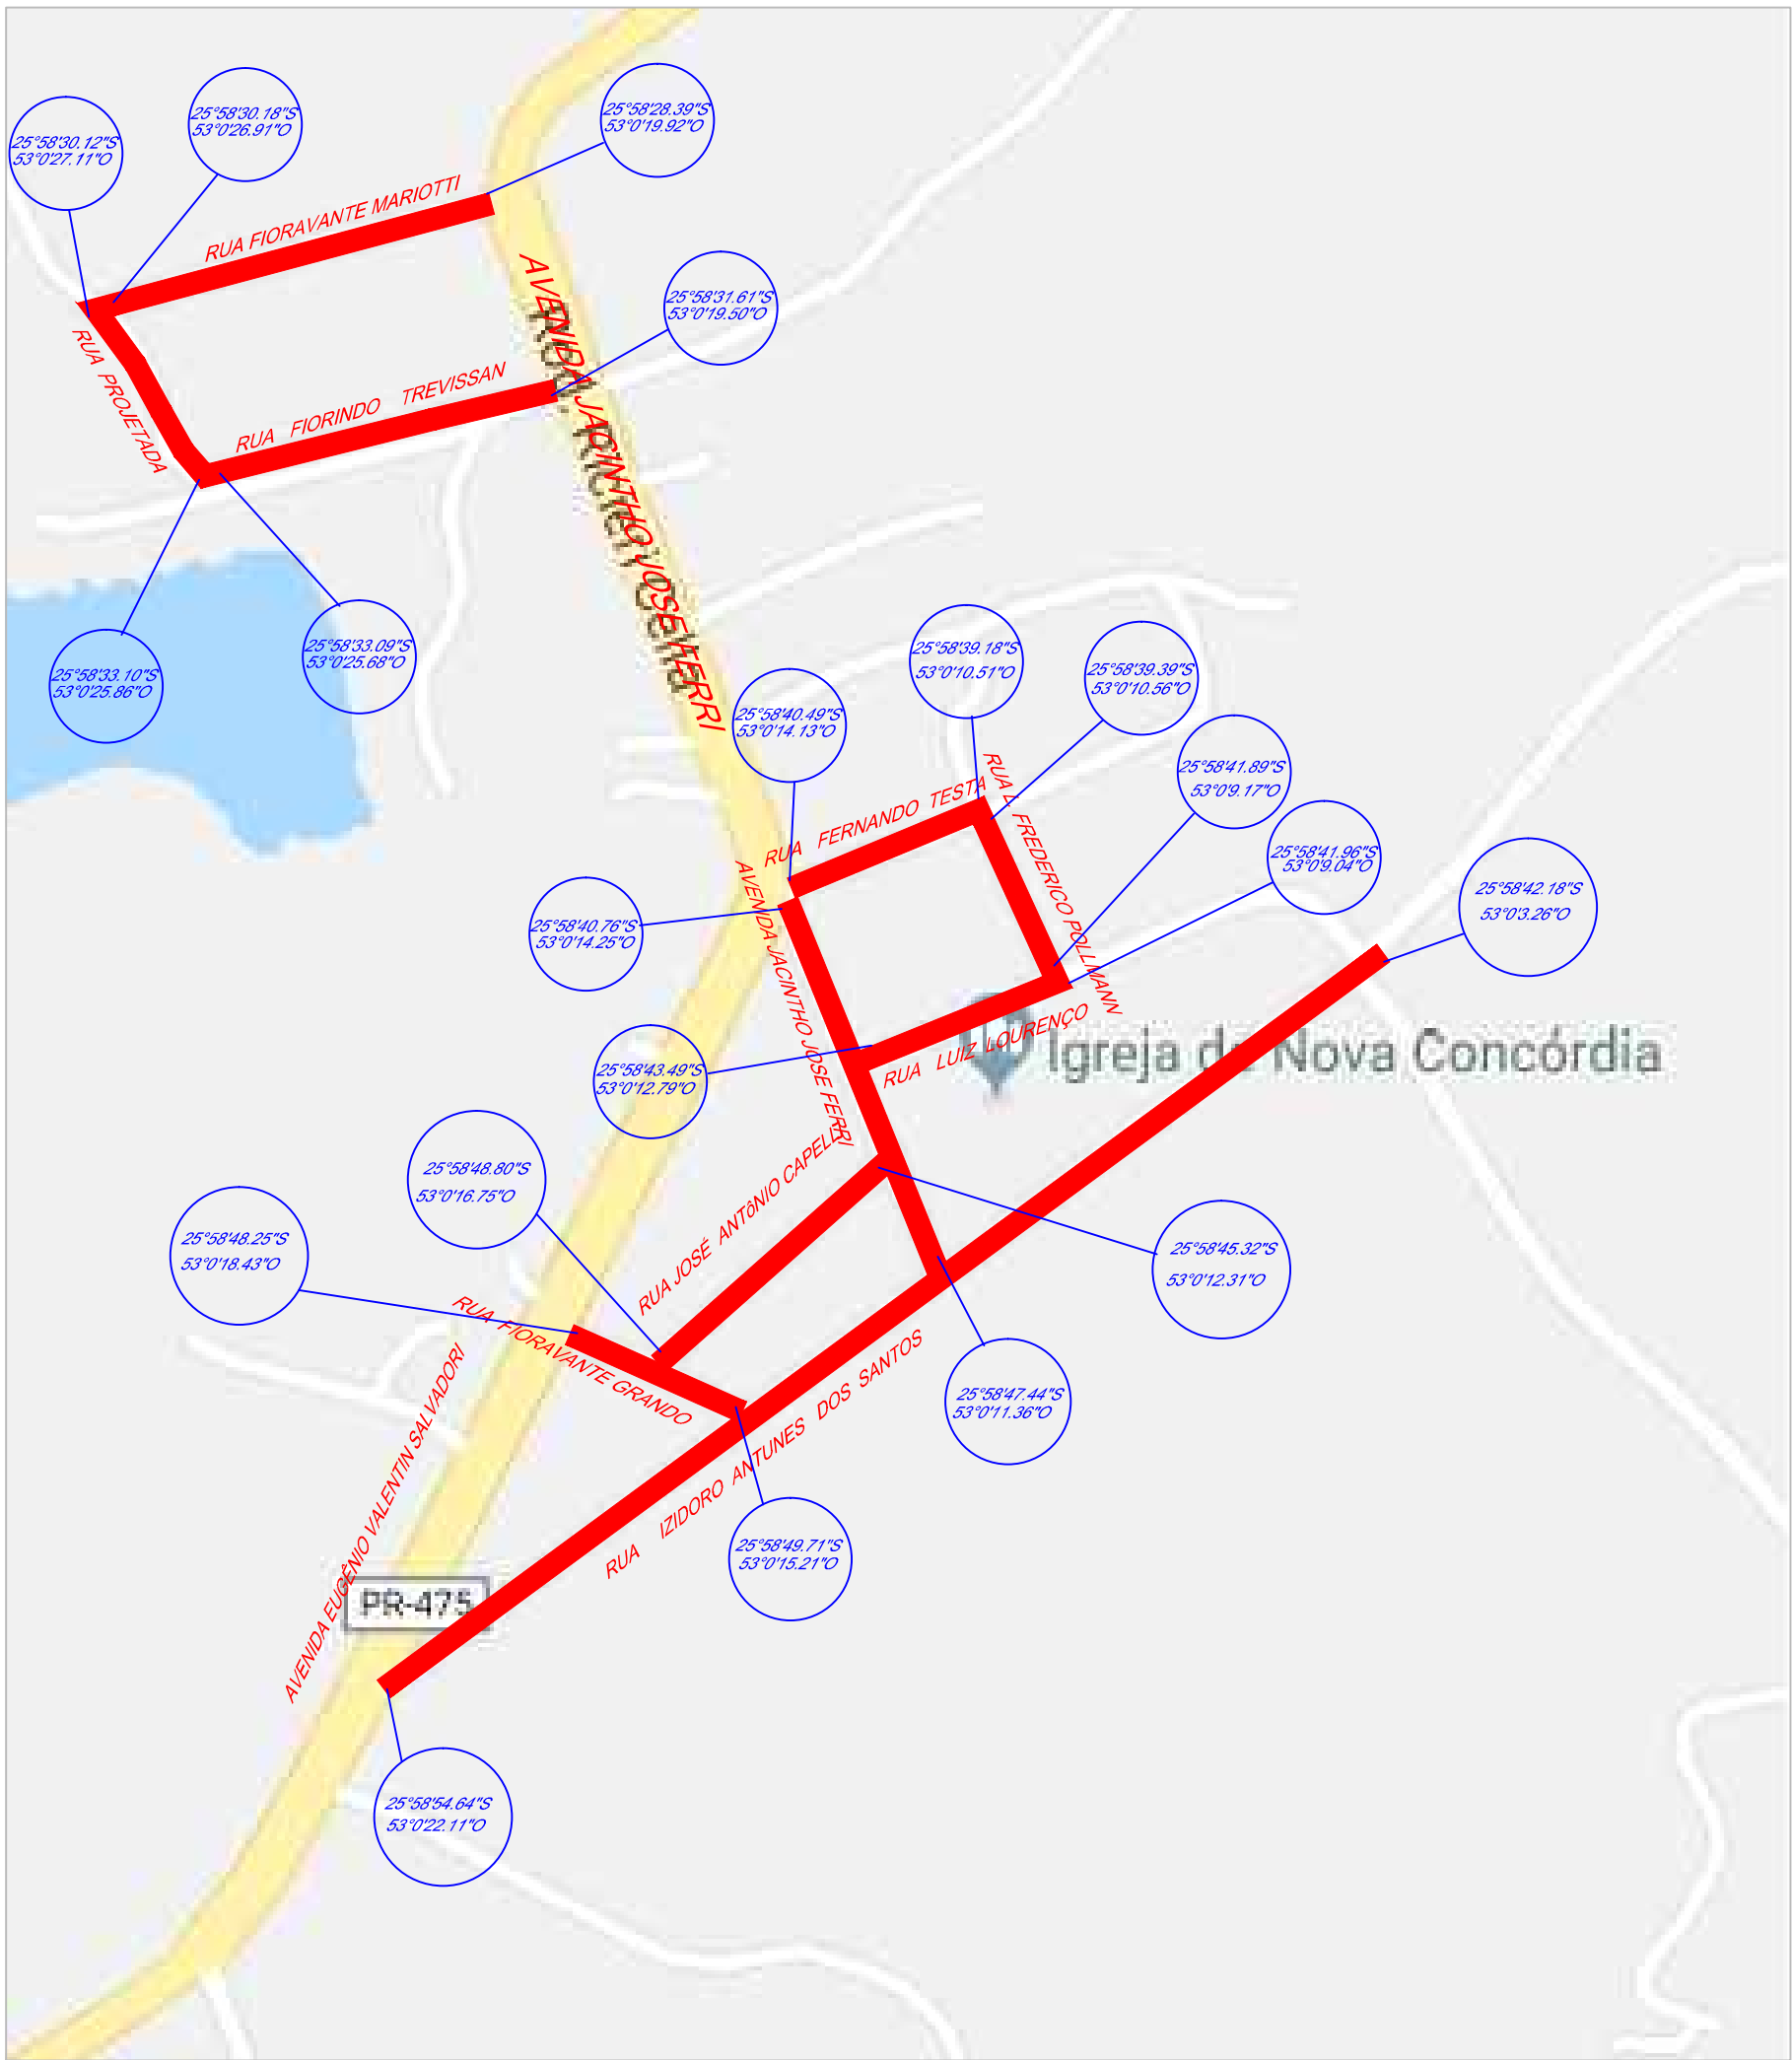 25°58'28.39"S
53°0'19.92"O
25°58'30.18"S
53°0'26.91"O
25°58'30.12"S
53°0'27.11"O
RUA FIORAVANTE MARIOTTI
25°58'31.61"S
53°0'19.50"O
AVENIDA JACINTHO JOSE FERRI
RUA PROJETADA
RUA FIORINDO TREVISSAN
25°58'33.09"S
53°0'25.68"O
25°58'33.10"S
53°0'25.86"O
25°58'39.18"S
53°0'10.51"O
25°58'39.39"S
53°0'10.56"O
25°58'40.49"S
53°0'14.13"O
25°58'41.89"S
53°0'9.17"O
RUA FERNANDO TESTA
FREDERICO POLLMANN
25°58'41.96"S
53°0'9.04"O
25°58'42.18"S
53°0'3.26"O
25°58'40.76"S
53°0'14.25"O
AVENIDA JACINTHO JOSE FERRI
RUA LUIZ LOURENÇO
Igreja de Nova Concórdia
25°58'43.49"S
53°0'12.79"O
RUA JOSÉ ANTôNIO CAPELLI
25°58'48.80"S
53°0'16.75"O
25°58'48.25"S
53°0'18.43"O
25°58'45.32"S
53°0'12.31"O
RUA FIORAVANTE GRANDO
25°58'47.44"S
53°0'11.36"O
RUA IZIDORO ANTUNES DOS SANTOS
AVENIDA EUGÊNIO VALENTIN SALVADORI
25°58'49.71"S
53°0'15.21"O
PR-475
25°58'54.64"S
53°0'22.11"O